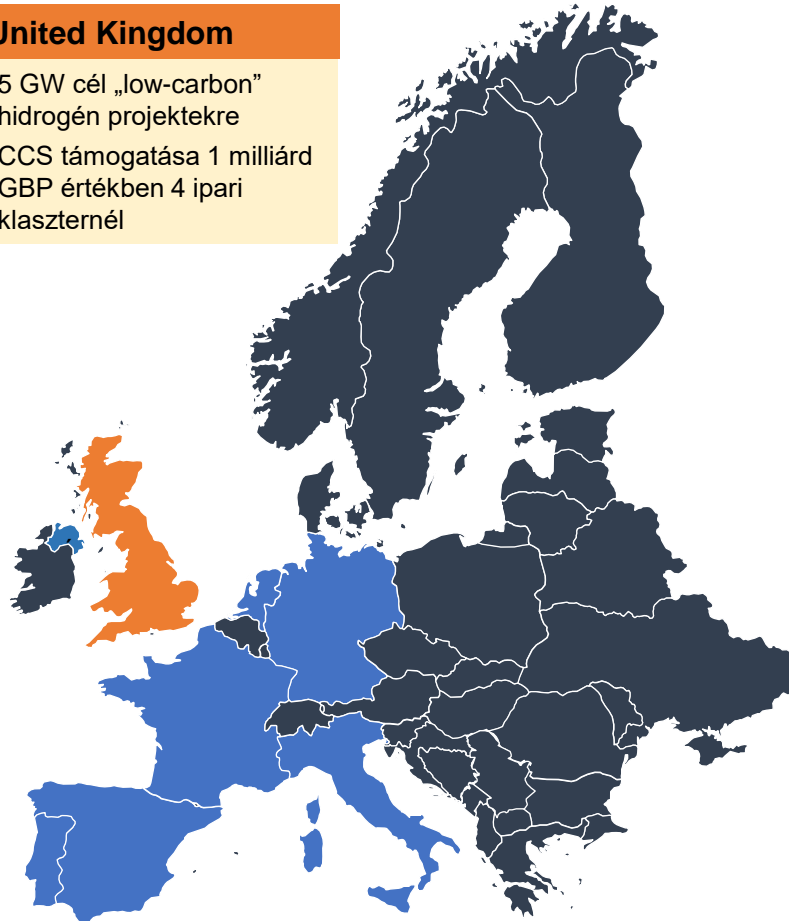 United Kingdom
5 GW cél „low-carbon”
hidrogén projektekre
CCS támogatása 1 milliárd
GBP értékben 4 ipari
klaszternél